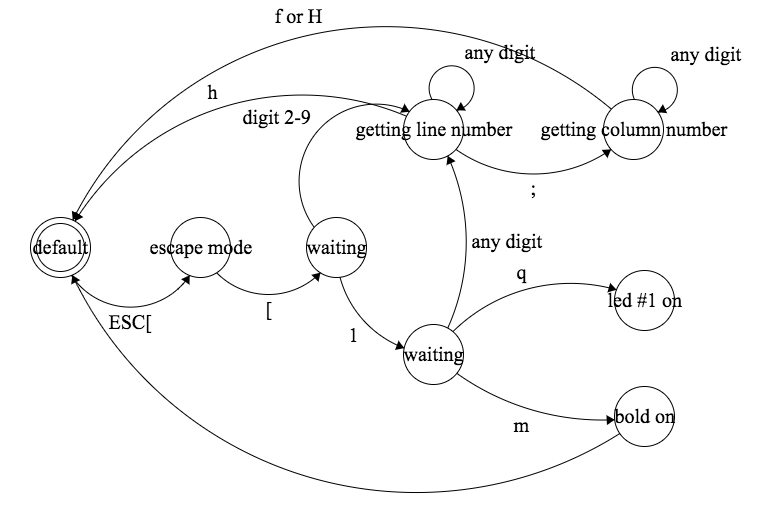 f or H
any digit
any digit
h
digit 2-9
getting line number
getting column number
;
default
escape mode
waiting
any digit
q
ESC[
[
led #1 on
1
waiting
m
bold on